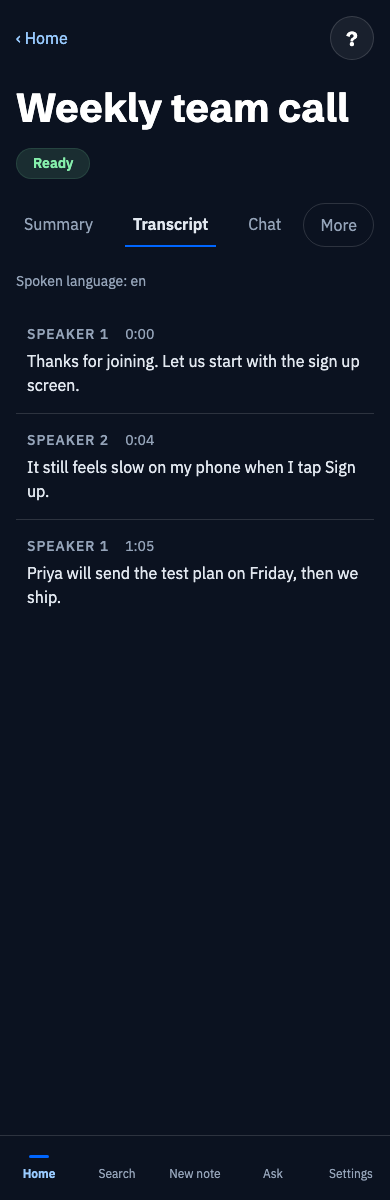 ‹ Home
?
Weekly team call
Ready
Summary Transcript Chat More
Spoken language: en
SPEAKER 1 0:00
Thanks for joining. Let us start with the sign up
screen.
SPEAKER 2 0:04
It still feels slow on my phone when I tap Sign
up.
SPEAKER 1 1:05
Priya will send the test plan on Friday, then we
ship.
Home Search New note Ask Settings